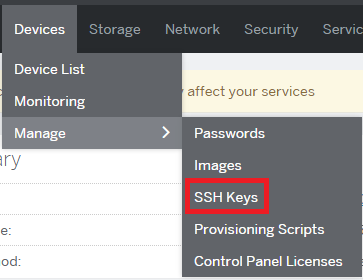 Devices Storage Network Security Servic
Device List
Monitoring
y affect your services
Manage
Passwords
ary
Images
SSH Keys
e:
Provisioning Scripts
od:
Control Panel Licenses